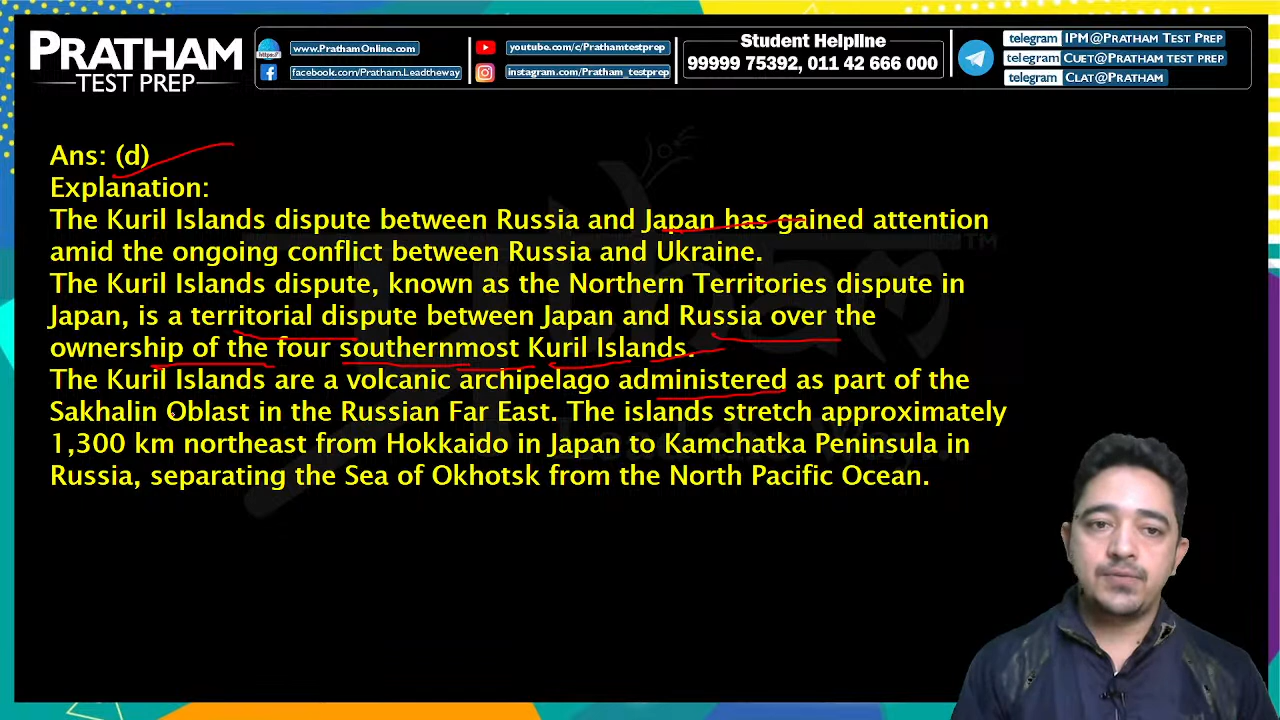 PRATHAM
TEST PREP
https://
www.PrathamOnline.com
facebook.com/Pratham.Leadtheway
youtube.com/c/Prathamtestprep
instagram.com/Pratham_testprep
Student Helpline
99999 75392, 011 42 666 000
telegram IPM@PRATHAM TEST PREP
telegram CUET@PRATHAM TEST PREP
telegram CLAT@PRATHAM
Ans: (d)
Explanation:
The Kuril Islands dispute between Russia and Japan has gained attention
amid the ongoing conflict between Russia and Ukraine.
The Kuril Islands dispute, known as the Northern Territories dispute in
Japan, is a territorial dispute between Japan and Russia over the
ownership of the four southernmost Kuril Islands.
The Kuril Islands are a volcanic archipelago administered as part of the
Sakhalin Oblast in the Russian Far East. The islands stretch approximately
1,300 km northeast from Hokkaido in Japan to Kamchatka Peninsula in
Russia, separating the Sea of Okhotsk from the North Pacific Ocean.
TM